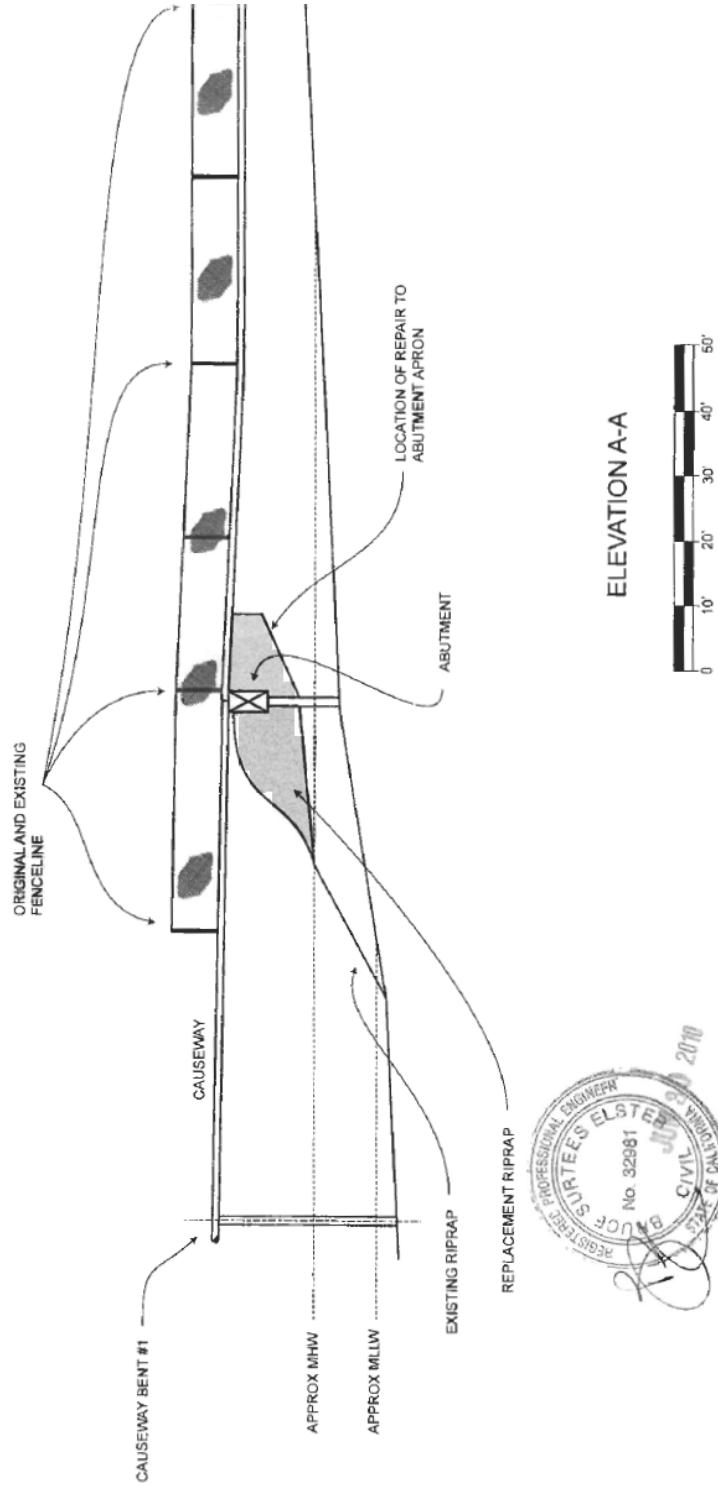 ORIGINAL AND EXISTING
FENCELINE
CAUSEWAY
CAUSEWAY BENT #1
APPROX MHW
APPROX MLLW
EXISTING RIPRAP
REPLACEMENT RIPRAP
ABUTMENT
LOCATION OF REPAIR TO
ABUTMENT APRON
ELEVATION A-A
0 10' 20' 30' 40' 50'
REGISTERED PROFESSIONAL ENGINEER
BRUCE SURTEES
No. 32981
CIVIL
STATE OF CALIFORNIA
2010